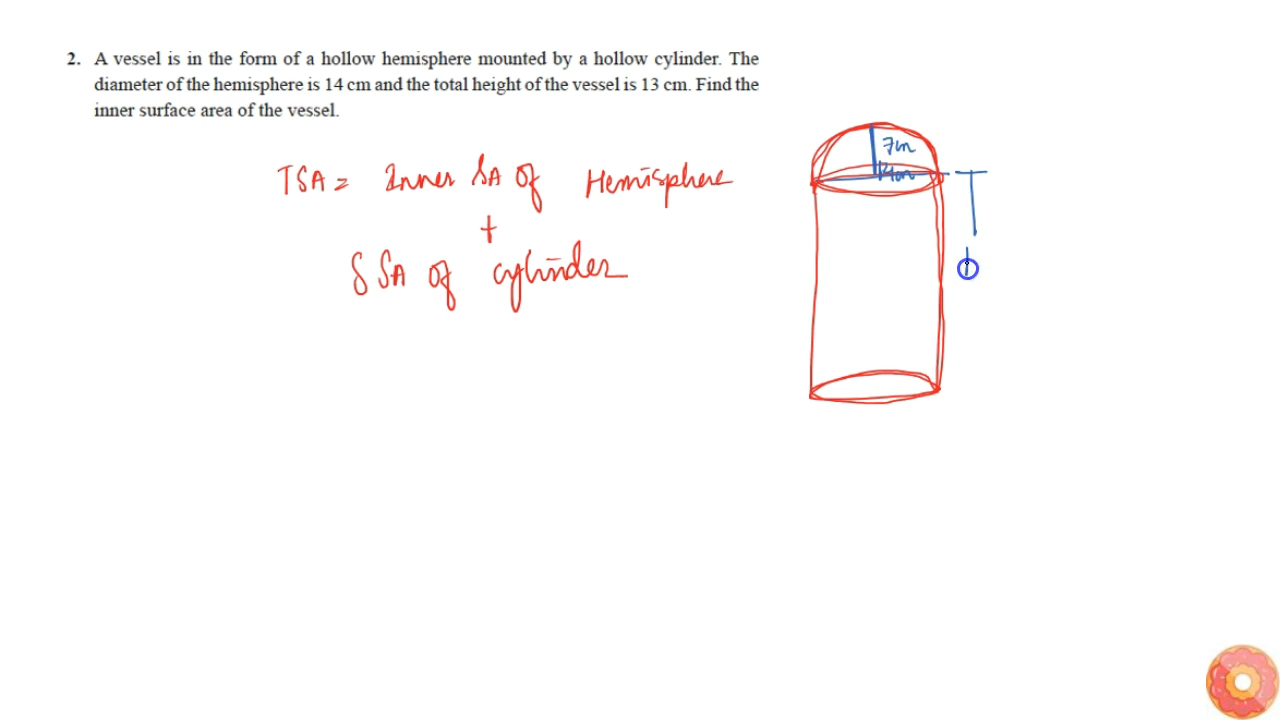 2. A vessel is in the form of a hollow hemisphere mounted by a hollow cylinder. The
diameter of the hemisphere is 14 cm and the total height of the vessel is 13 cm. Find the
inner surface area of the vessel.
7cm
14cm
TSA = Inner SA Of Hemisphere
+
SA Of cylinder